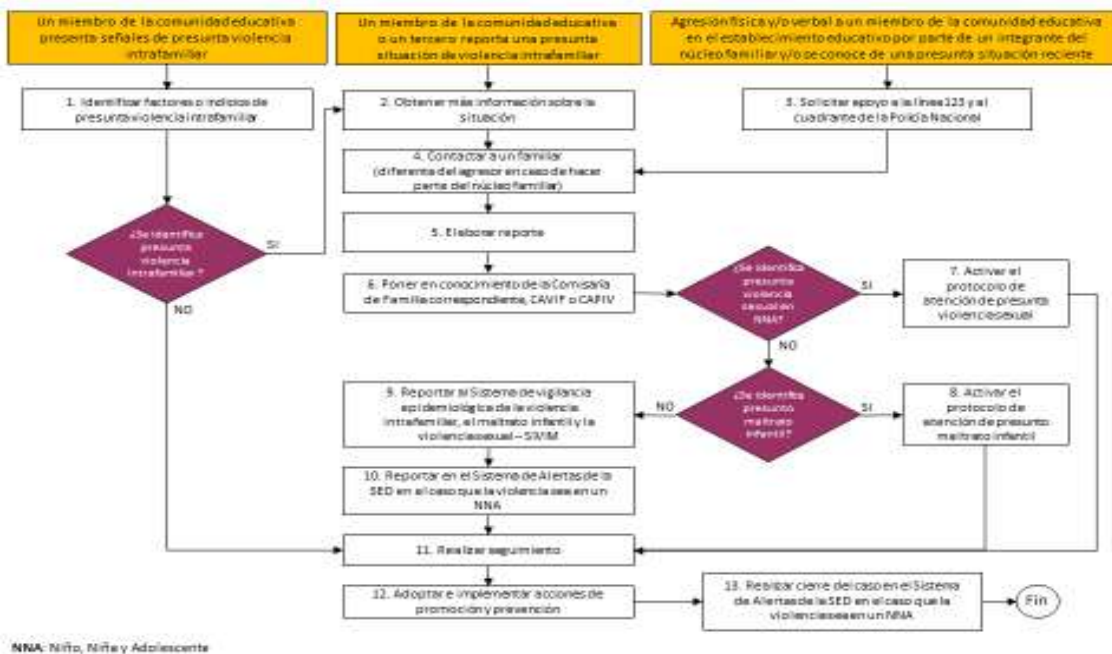 Un miembro de la comunidad educativa
presenta señales de presunta violencia
intrafamiliar
Un miembro de la comunidad educativa
o un tercero reporta una presunta
situación de violencia intrafamiliar
Agresión física y/o verbal a un miembro de la comunidad educativa
en el establecimiento educativo por parte de un integrante del
núcleo familiar y/o se conoce de una presunta situación reciente
1. Identificar factores o indicios de
presunta violencia intrafamiliar
2. Obtener más información sobre la
situación
3. Solicitar apoyo a la línea 123 y al
cuadrante de la Policía Nacional
4. Contactar a un familiar
(diferente del agresor en caso de hacer
parte del núcleo familiar)
¿Se identifica
presunta
violencia
intrafamiliar?
SI
NO
5. Elaborar reporte
6. Poner en conocimiento de la Comisaría
de Familia correspondiente, CAVIF o CAPIV
¿Se identifica
presunta
violencia
sexual en
NNA?
SI
NO
7. Activar el
protocolo de
atención de presunta
violencia sexual
9. Reportar al Sistema de vigilancia
epidemiológica de la violencia
intrafamiliar, el maltrato infantil y la
violencia sexual – SIVIM
NO
¿Se identifica
presunto
maltrato
infantil?
SI
8. Activar el
protocolo de
atención de presunto
maltrato infantil
10. Reportar en el Sistema de Alertas de la
SED en el caso que la violencia sea en un
NNA
11. Realizar seguimiento
12. Adoptar e implementar acciones de
promoción y prevención
13. Realizar cierre del caso en el Sistema
de Alertas de la SED en el caso que la
violencia sea en un NNA
Fin
NNA: Niño, Niña y Adolescente